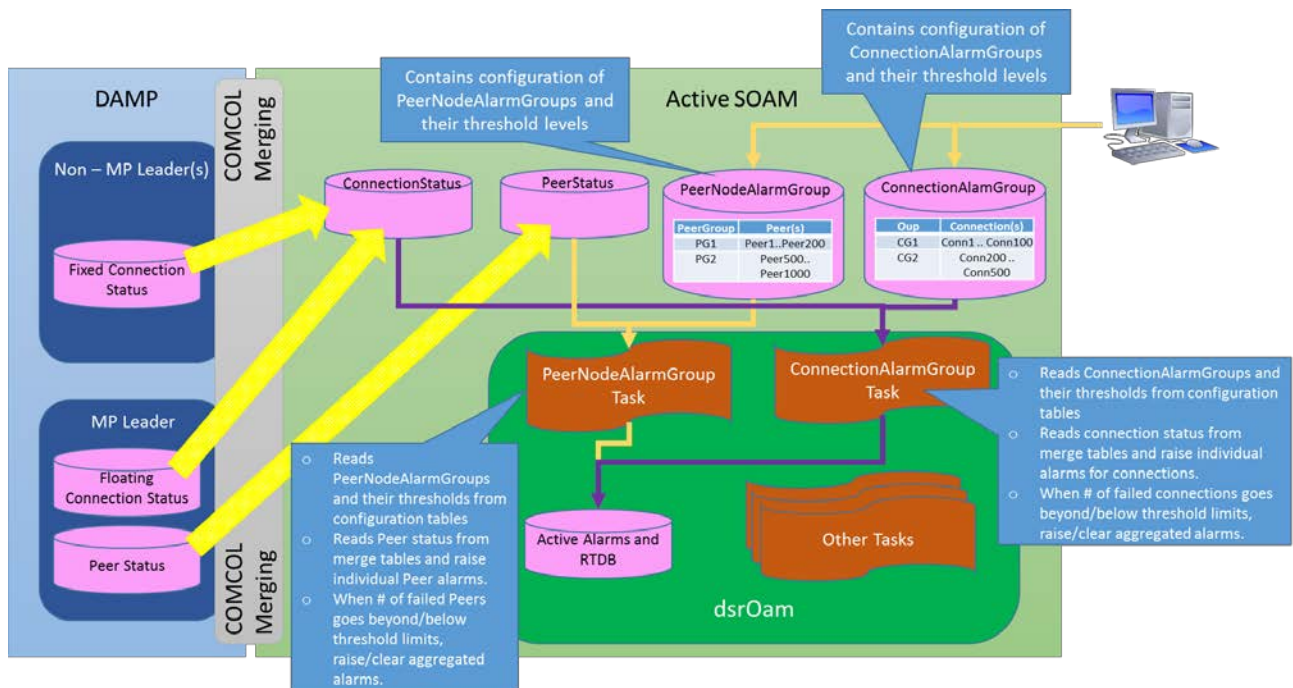 Contains configuration of
ConnectionAlarmGroups
and their threshold levels
Contains configuration of
PeerNodeAlarmGroups and
their threshold levels
DAMP
COMCOL
Merging
Active SOAM
Non – MP Leader(s)
Fixed Connection
Status
ConnectionStatus
PeerStatus
PeerNodeAlarmGroup
PeerGroup Peer(s)
PG1 Peer1..Peer200
PG2 Peer500..
Peer1000
ConnectionAlamGroup
Oup Connection(s)
CG1 Conn1 .. Conn100
CG2 Conn200 ..
Conn500
MP Leader
Floating
Connection Status
Peer Status
COMCOL
Merging
PeerNodeAlarmGroup
Task
ConnectionAlarmGroup
Task
o Reads ConnectionAlarmGroups and
their thresholds from configuration
tables
o Reads connection status from
merge tables and raise individual
alarms for connections.
o When # of failed connections goes
beyond/below threshold limits,
raise/clear aggregated alarms.
o Reads
PeerNodeAlarmGroups
and their thresholds from
configuration tables
o Reads Peer status from
merge tables and raise
individual Peer alarms.
o When # of failed Peers
goes beyond/below
threshold limits,
raise/clear aggregated
alarms.
Active Alarms and
RTDB
Other Tasks
dsrOam